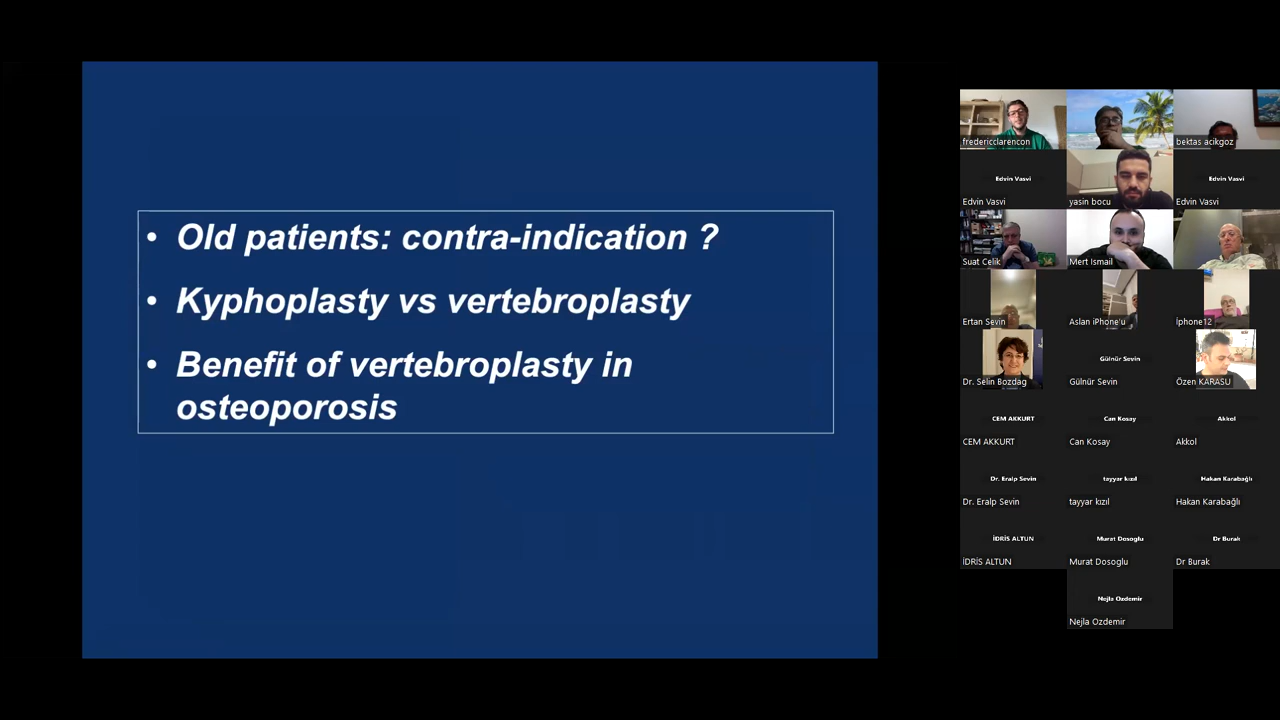 • Old patients: contra-indication ?
• Kyphoplasty vs vertebroplasty
• Benefit of vertebroplasty in
osteoporosis
fredericclarencon
bektas acikgoz
Edvin Vasvi
Edvin Vasvi
Edvin Vasvi
yasin bocu
Edvin Vasvi
Suat Celik
Mert Ismail
Ertan Sevin
Aslan iPhone'u
İphone12
Gülnür Sevin
Dr. Selin Bozdag
Gülnür Sevin
Özen KARASU
CEM AKKURT
Can Kosay
Akkol
CEM AKKURT
Can Kosay
Akkol
Dr. Eralp Sevin
tayyar kızıl
Hakan Karabağlı
Dr. Eralp Sevin
tayyar kızıl
Hakan Karabağlı
İDRİS ALTUN
Murat Dosoglu
Dr Burak
İDRİS ALTUN
Murat Dosoglu
Dr Burak
Nejla Ozdemir
Nejla Ozdemir